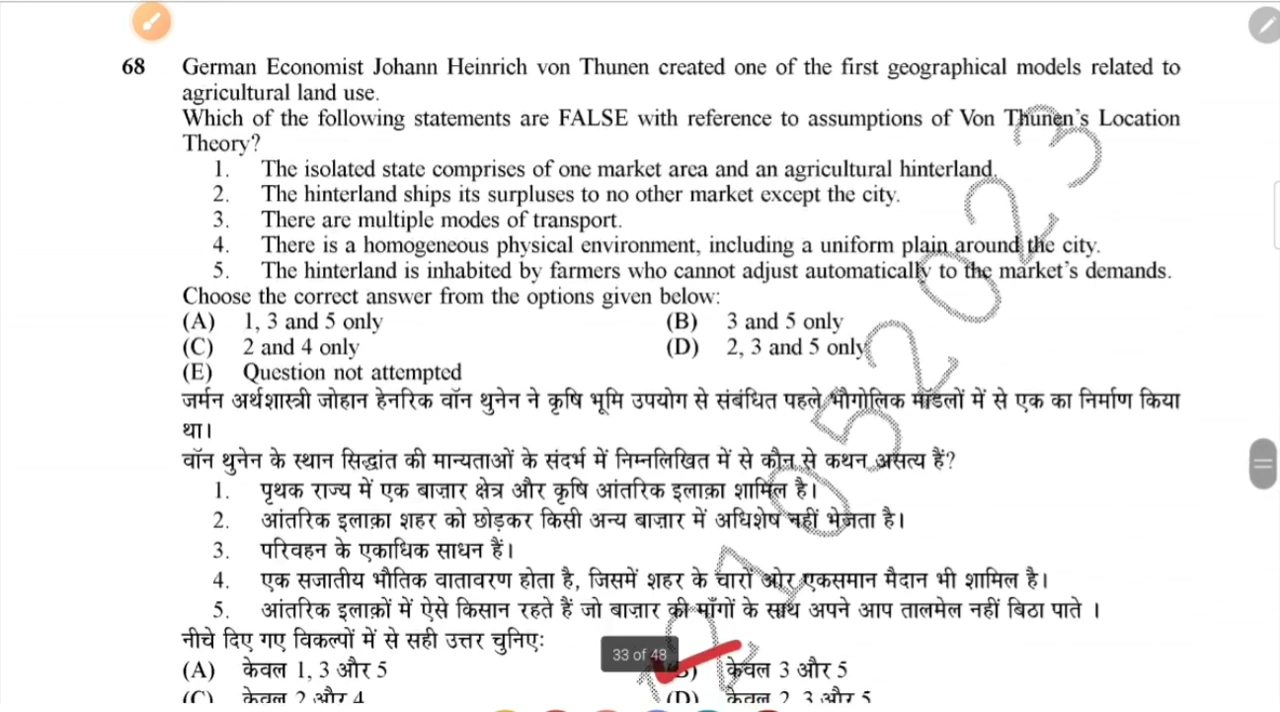 68 German Economist Johann Heinrich von Thunen created one of the first geographical models related to
agricultural land use.
Which of the following statements are FALSE with reference to assumptions of Von Thunen's Location
Theory?
1. The isolated state comprises of one market area and an agricultural hinterland.
2. The hinterland ships its surpluses to no other market except the city.
3. There are multiple modes of transport.
4. There is a homogeneous physical environment, including a uniform plain around the city.
5. The hinterland is inhabited by farmers who cannot adjust automatically to the market's demands.
Choose the correct answer from the options given below:
(A) 1, 3 and 5 only (B) 3 and 5 only
(C) 2 and 4 only (D) 2, 3 and 5 only
(E) Question not attempted
जर्मन अर्थशास्त्री जोहान हेनरिक वॉन थुनेन ने कृषि भूमि उपयोग से संबंधित पहले भौगोलिक मॉडलों में से एक का निर्माण किया
था।
वॉन थुनेन के स्थान सिद्धांत की मान्यताओं के संदर्भ में निम्नलिखित में से कौन से कथन असत्य हैं?
1. पृथक राज्य में एक बाज़ार क्षेत्र और कृषि आंतरिक इलाक़ा शामिल है।
2. आंतरिक इलाक़ा शहर को छोड़कर किसी अन्य बाज़ार में अधिशेष नहीं भेजता है।
3. परिवहन के एकाधिक साधन हैं।
4. एक सजातीय भौतिक वातावरण होता है, जिसमें शहर के चारों ओर एकसमान मैदान भी शामिल है।
5. आंतरिक इलाक़ों में ऐसे किसान रहते हैं जो बाज़ार की माँगों के साथ अपने आप तालमेल नहीं बिठा पाते ।
नीचे दिए गए विकल्पों में से सही उत्तर चुनिए:
33 of 48
(A) केवल 1, 3 और 5 (B) केवल 3 और 5
(C) केवल 2 और 4 (D) केवल 2, 3 और 5